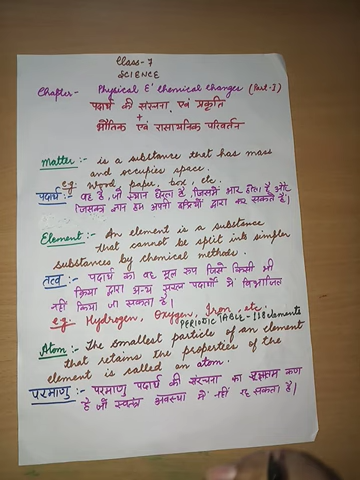 Class-7
SCIENCE
Chapter- Physical E' Chemical Changes (Part-I)
पदार्थ की संरचना एवं प्रकृति
+
भौतिक एवं रासायनिक परिवर्तन
Matter :- is a substance that has mass
and occupies space.
e.g. wood, paper, box, etc.
पदार्थ :- वह है, जो स्थान घेरता है, जिसमें भार होता है और
जिसका ज्ञान हम अपनी इन्द्रियों द्वारा कर सकते हैं।
Element :- An element is a substance
that cannot be split into simpler
substances by chemical methods.
तत्व :- पदार्थ का वह मूल रूप जिसे किसी भी
क्रिया द्वारा अन्य सरल पदार्थों में विभाजित
नहीं किया जा सकता है।
e.g. Hydrogen, Oxygen, Iron, etc.
PERIODIC TABLE - 118
Atom :- The smallest particle of an element
that retains the properties of the
element is called an atom.
परमाणु :- परमाणु पदार्थ की संरचना का सूक्ष्मतम कण
है जो स्वतंत्र अवस्था में नहीं रह सकता है।